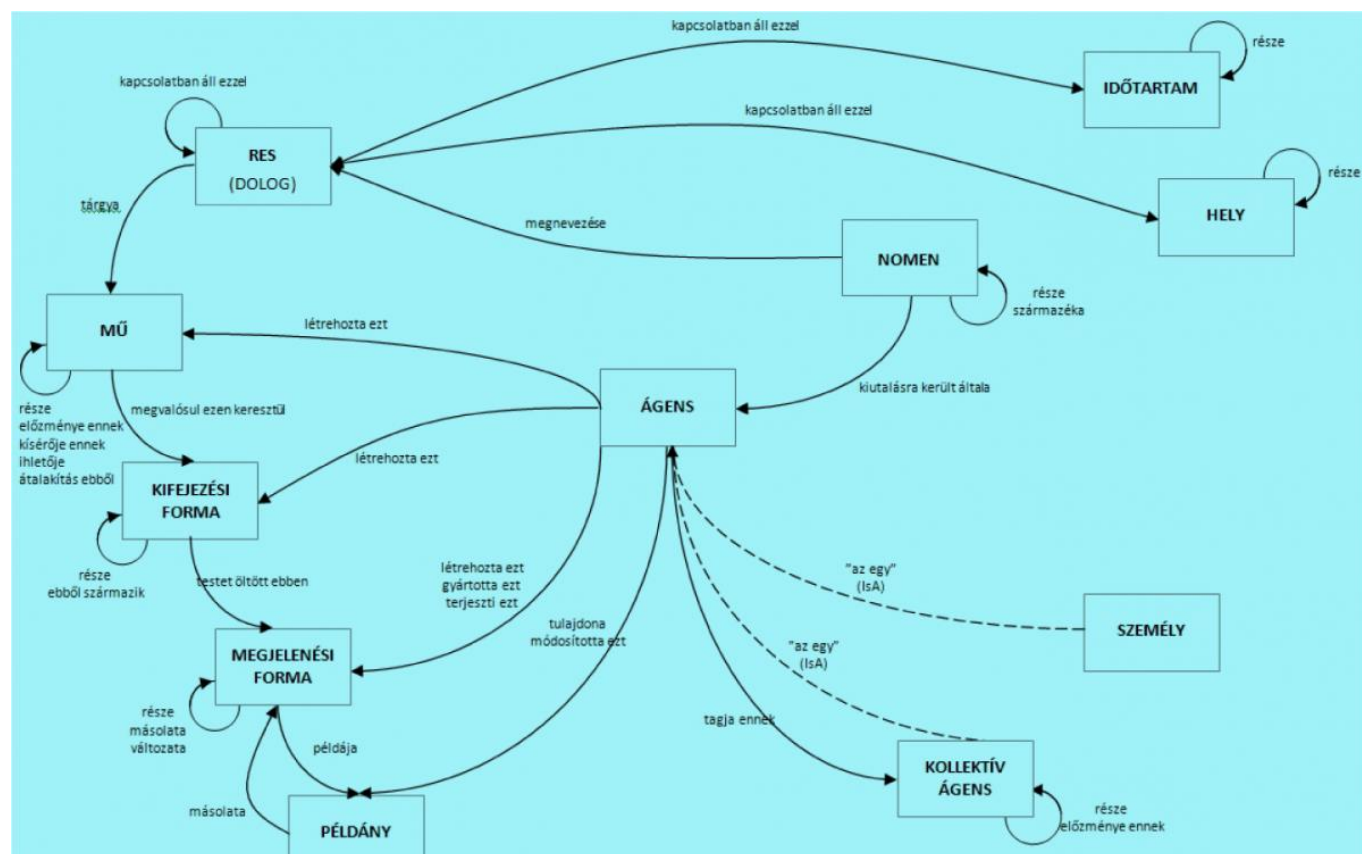 kapcsolatban áll ezzel
része
IDŐTARTAM
kapcsolatban áll ezzel
kapcsolatban áll ezzel
RES
(DOLOG)
része
HELY
tárgya
megnevezése
NOMEN
része
származéka
MŰ
létrehozta ezt
kiutalásra került általa
ÁGENS
része
előzménye ennek
kísérője ennek
ihletője
átalakítás ebből
megvalósul ezen keresztül
létrehozta ezt
KIFEJEZÉSI
FORMA
része
ebből származik
testet öltött ebben
létrehozta ezt
gyártotta ezt
terjeszti ezt
"az egy"
(IsA)
SZEMÉLY
tulajdona
módosította ezt
MEGJELENÉSI
FORMA
"az egy"
(IsA)
része
másolata
változata
tagja ennek
példája
KOLLEKTÍV
ÁGENS
másolata
PÉLDÁNY
része
előzménye ennek